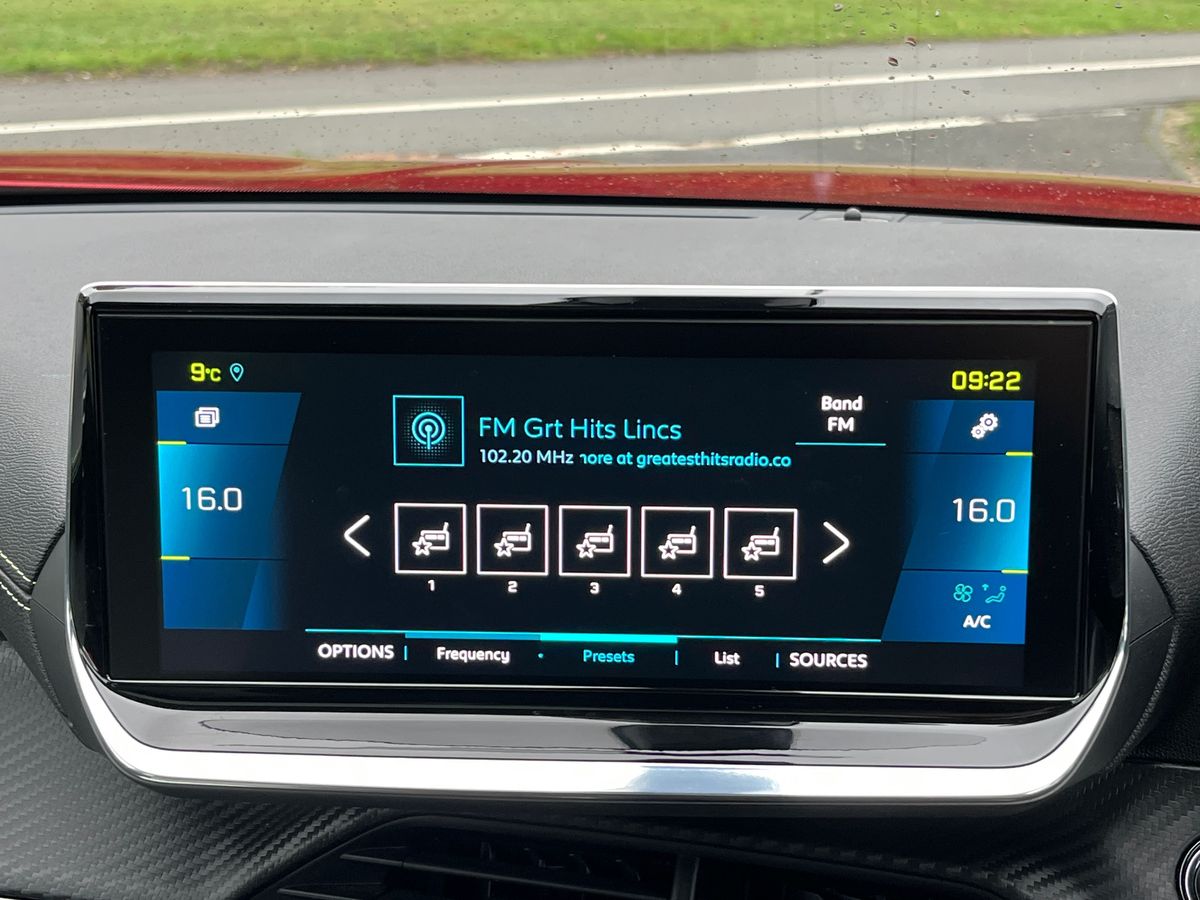 9°C
09:22
Band
FM
FM Grt Hits Lincs
102.20 MHz more at greatesthitsradio.co
16.0
16.0
1 2 3 4 5
A/C
OPTIONS | Frequency • Presets | List | SOURCES